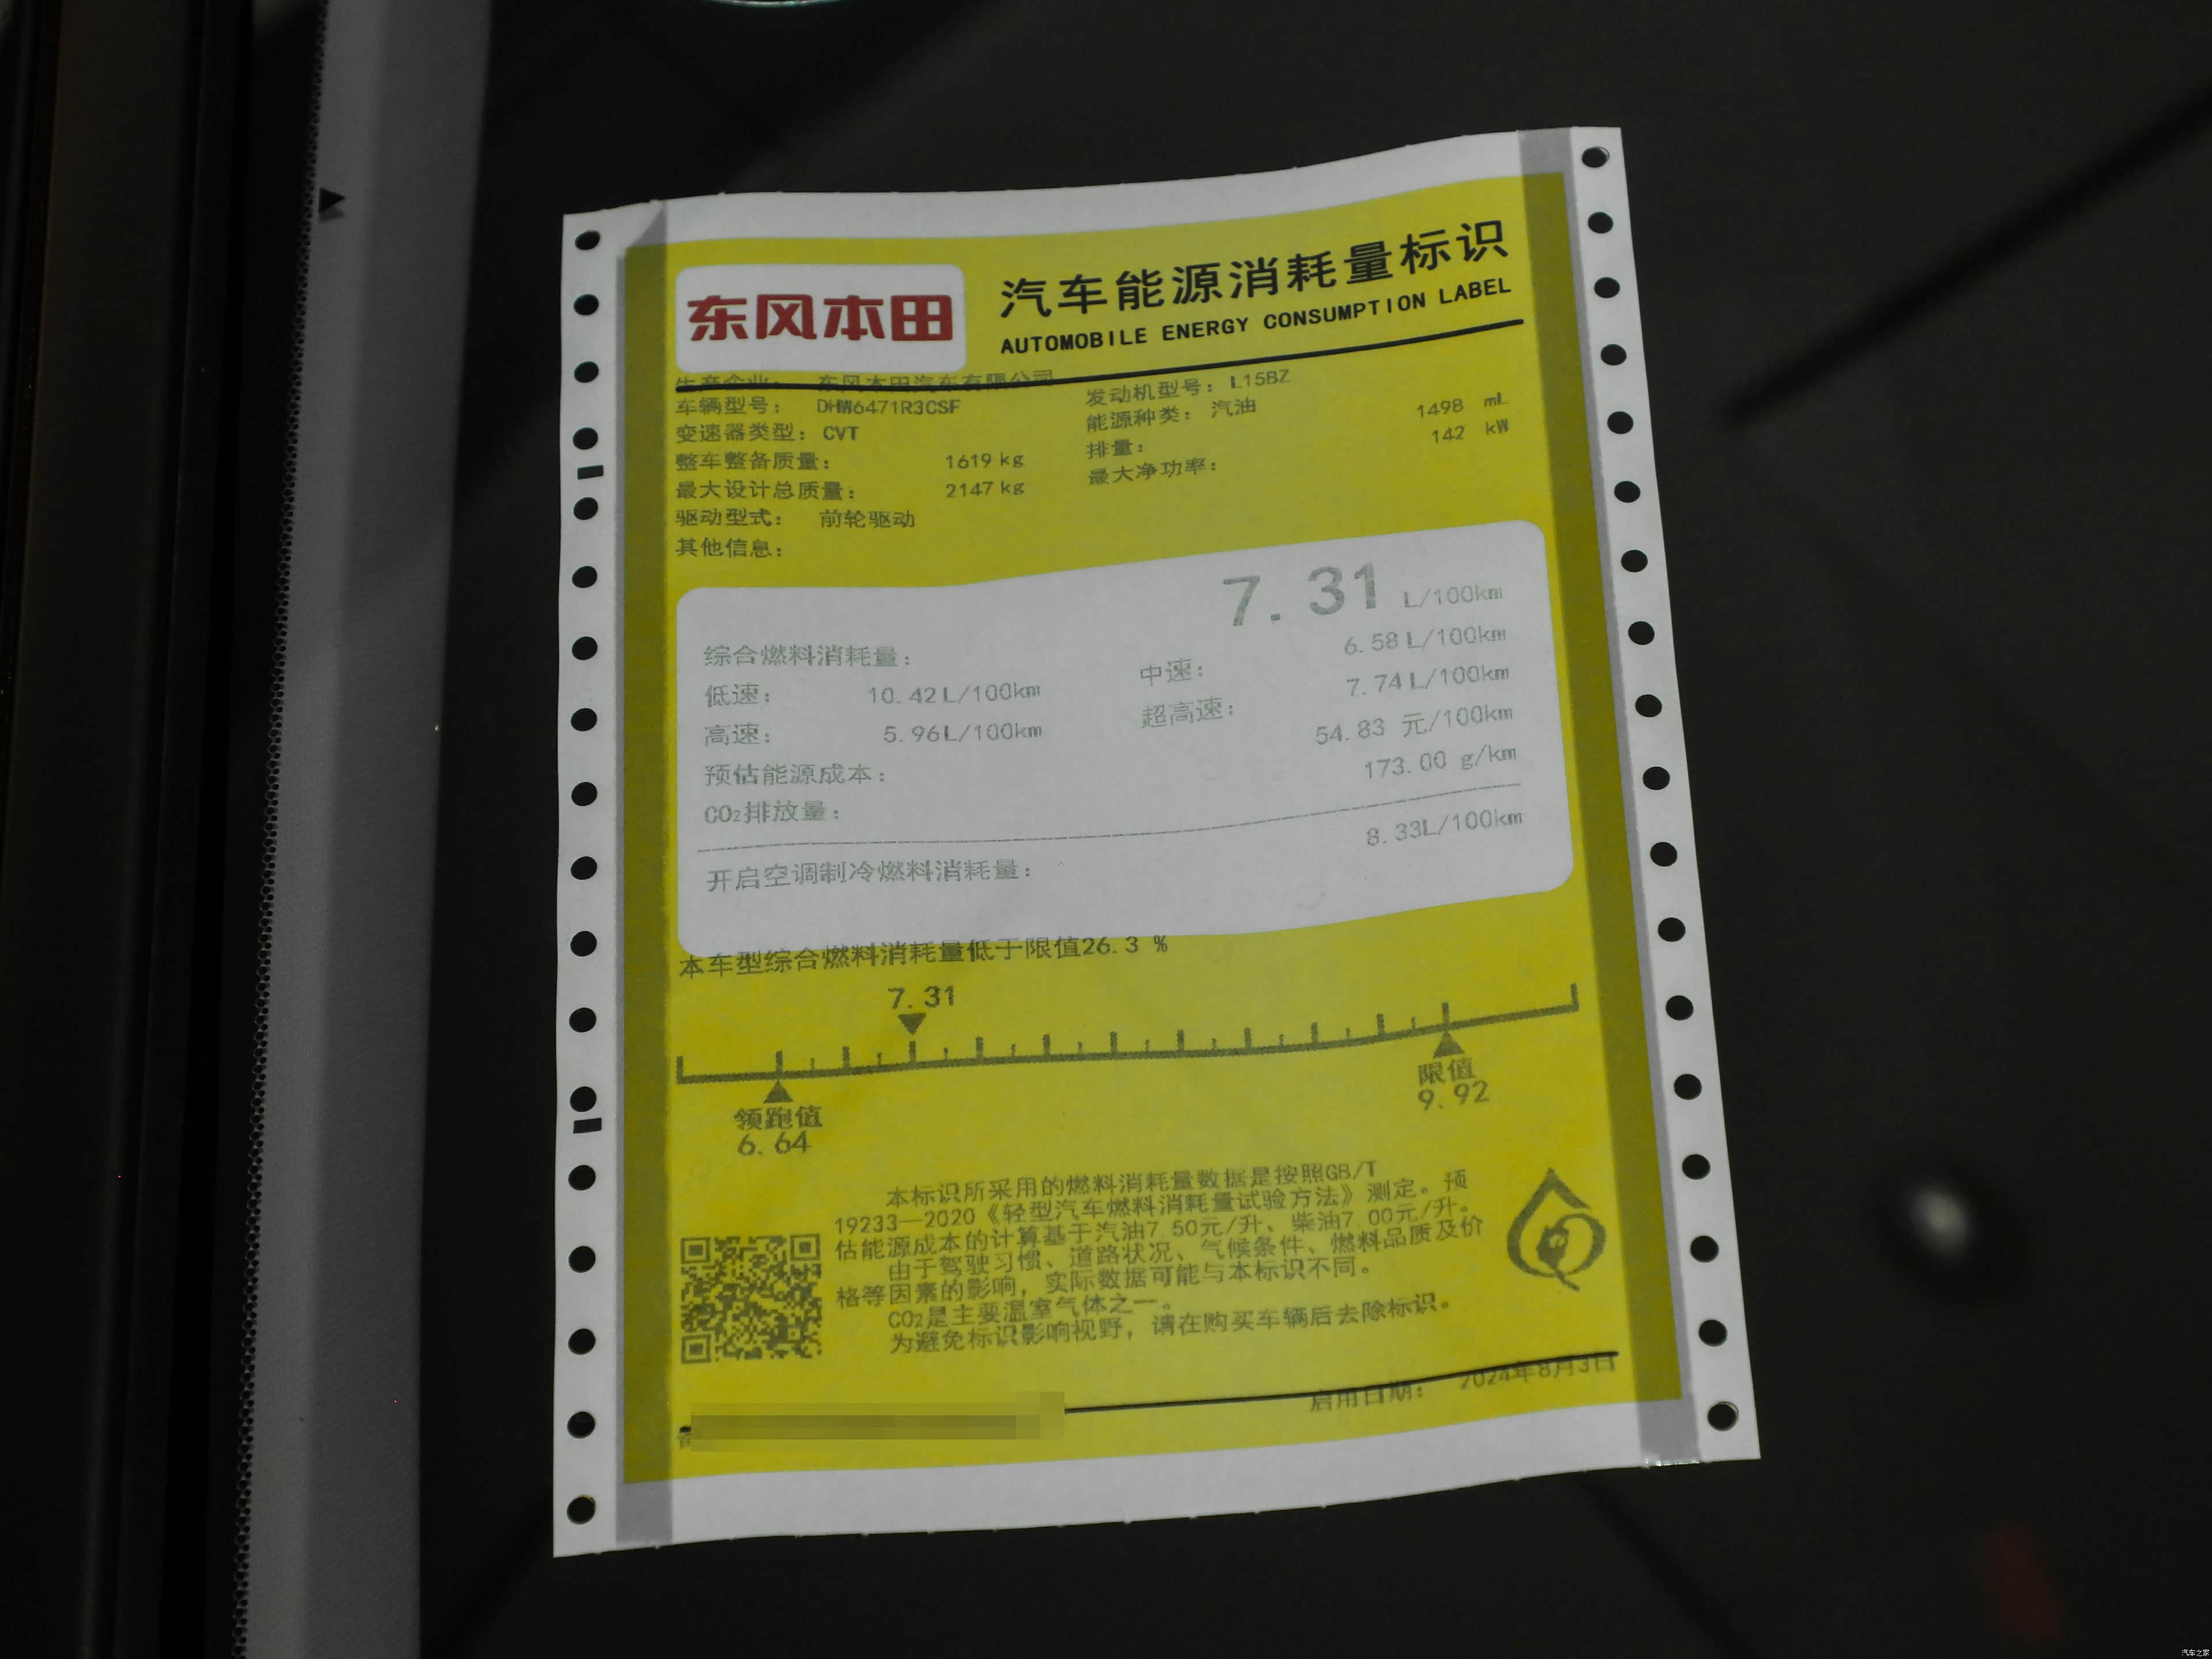 东风本田
汽车能源消耗量标识
AUTOMOBILE ENERGY CONSUMPTION LABEL
生产企业： 东风本田汽车有限公司
车辆型号： DHW6471R3CSF
变速器类型： CVT
整车整备质量： 1619 kg
最大设计总质量： 2147 kg
驱动型式： 前轮驱动
其他信息：
发动机型号： L15BZ
能源种类： 汽油
排量： 1498 mL
最大净功率： 142 kW
综合燃料消耗量： 7.31 L/100km
低速： 10.42 L/100km 中速： 6.58 L/100km
高速： 5.96L/100km 超高速： 7.74 L/100km
预估能源成本： 54.83 元/100km
CO₂排放量： 173.00 g/km
开启空调制冷燃料消耗量： 8.33L/100km
本车型综合燃料消耗量低于限值26.3 %
7.31
领跑值
6.64
限值
9.92
本标识所采用的燃料消耗量数据是按照GB/T
19233—2020《轻型汽车燃料消耗量试验方法》测定。预
估能源成本的计算基于汽油7.50元/升、柴油7.00元/升。
由于驾驶习惯、道路状况、气候条件、燃料品质及价
格等因素的影响，实际数据可能与本标识不同。
CO₂是主要温室气体之一。
为避免标识影响视野，请在购买车辆后去除标识。
启用日期： 2024年8月3日
汽车之家